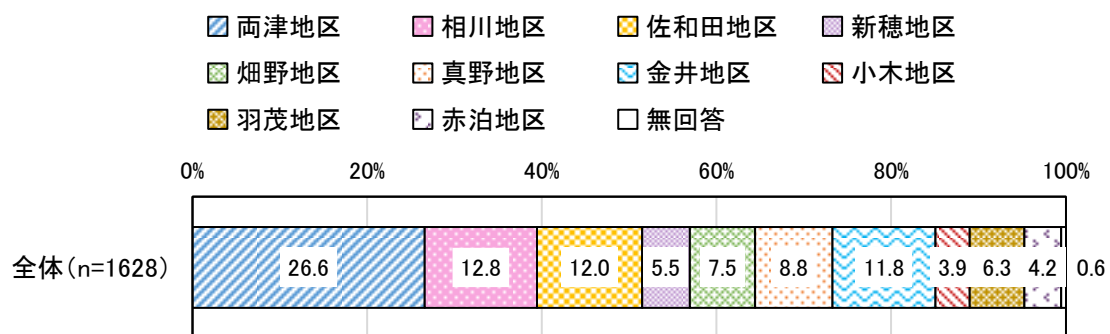 両津地区 相川地区 佐和田地区 新穂地区
畑野地区 真野地区 金井地区 小木地区
羽茂地区 赤泊地区 無回答
0% 20% 40% 60% 80% 100%
全体(n=1628) 26.6 12.8 12.0 5.5 7.5 8.8 11.8 3.9 6.3 4.2 0.6